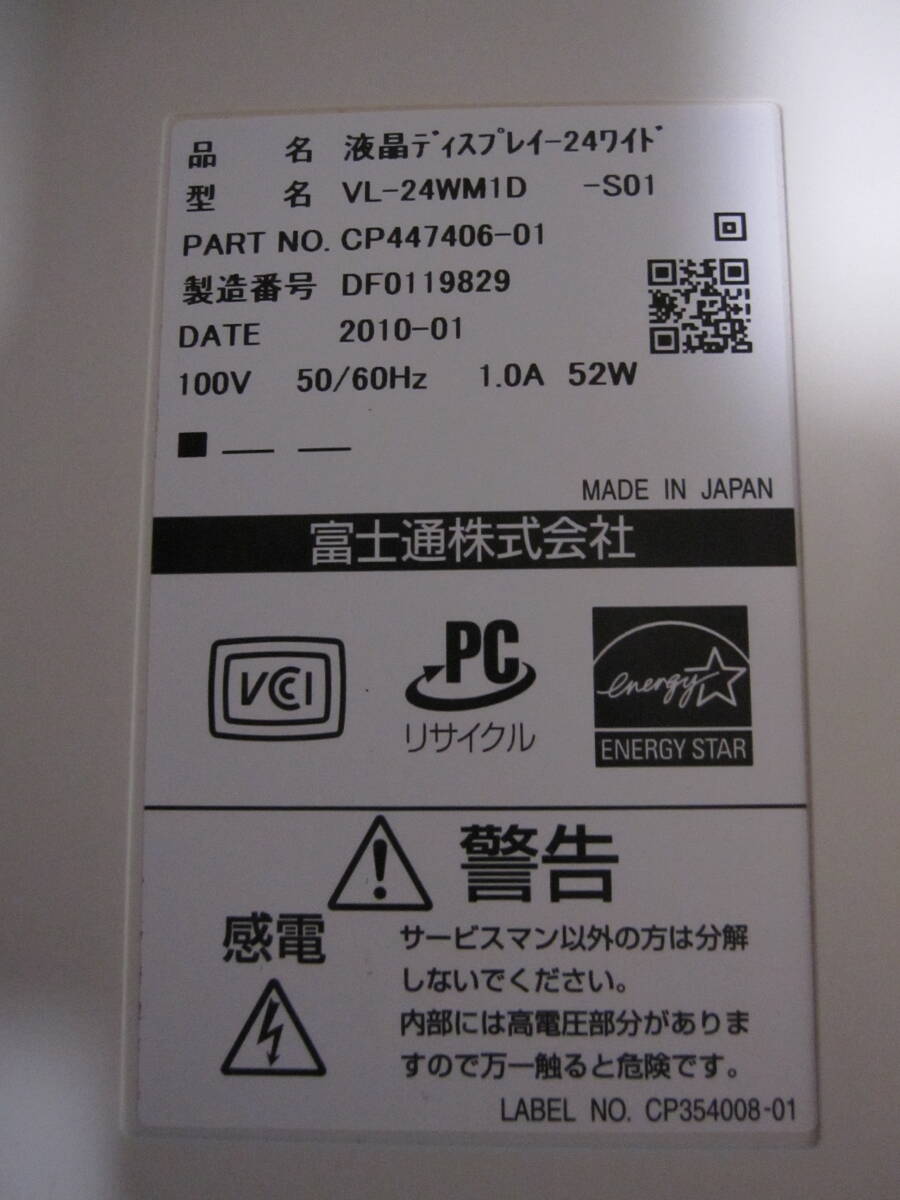 品 名 液晶ディスプレイ-24ワイド
型 名 VL-24WM1D -S01
PART NO. CP447406-01
製造番号 DF0119829
DATE 2010-01
100V 50/60Hz 1.0A 52W
MADE IN JAPAN
富士通株式会社
VCCI
PC
リサイクル
energy
ENERGY STAR
警告
感電
サービスマン以外の方は分解
しないでください。
内部には高電圧部分がありま
すので万一触ると危険です。
LABEL NO. CP354008-01